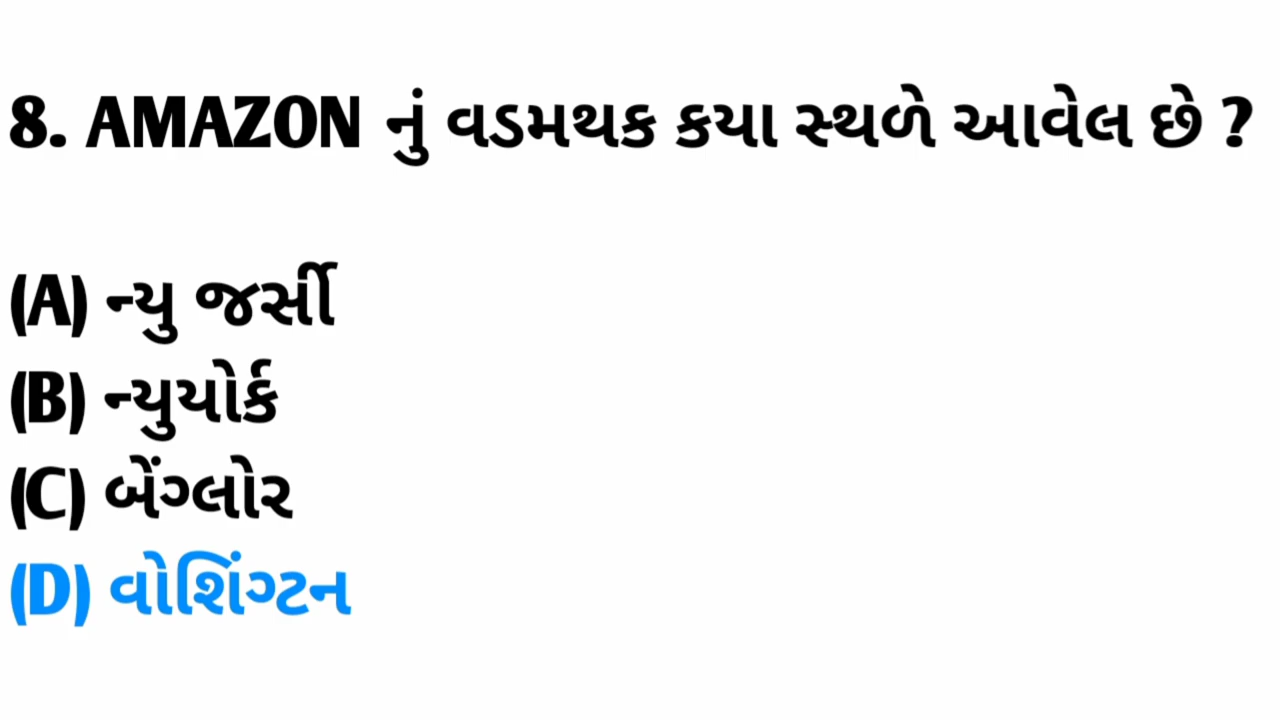 8. AMAZON નું વડમથક કયા સ્થળે આવેલ છે ?
(A) ન્યુ જર્સી
(B) ન્યુયોર્ક
(C) બેંગ્લોર
(D) વોશિંગ્ટન